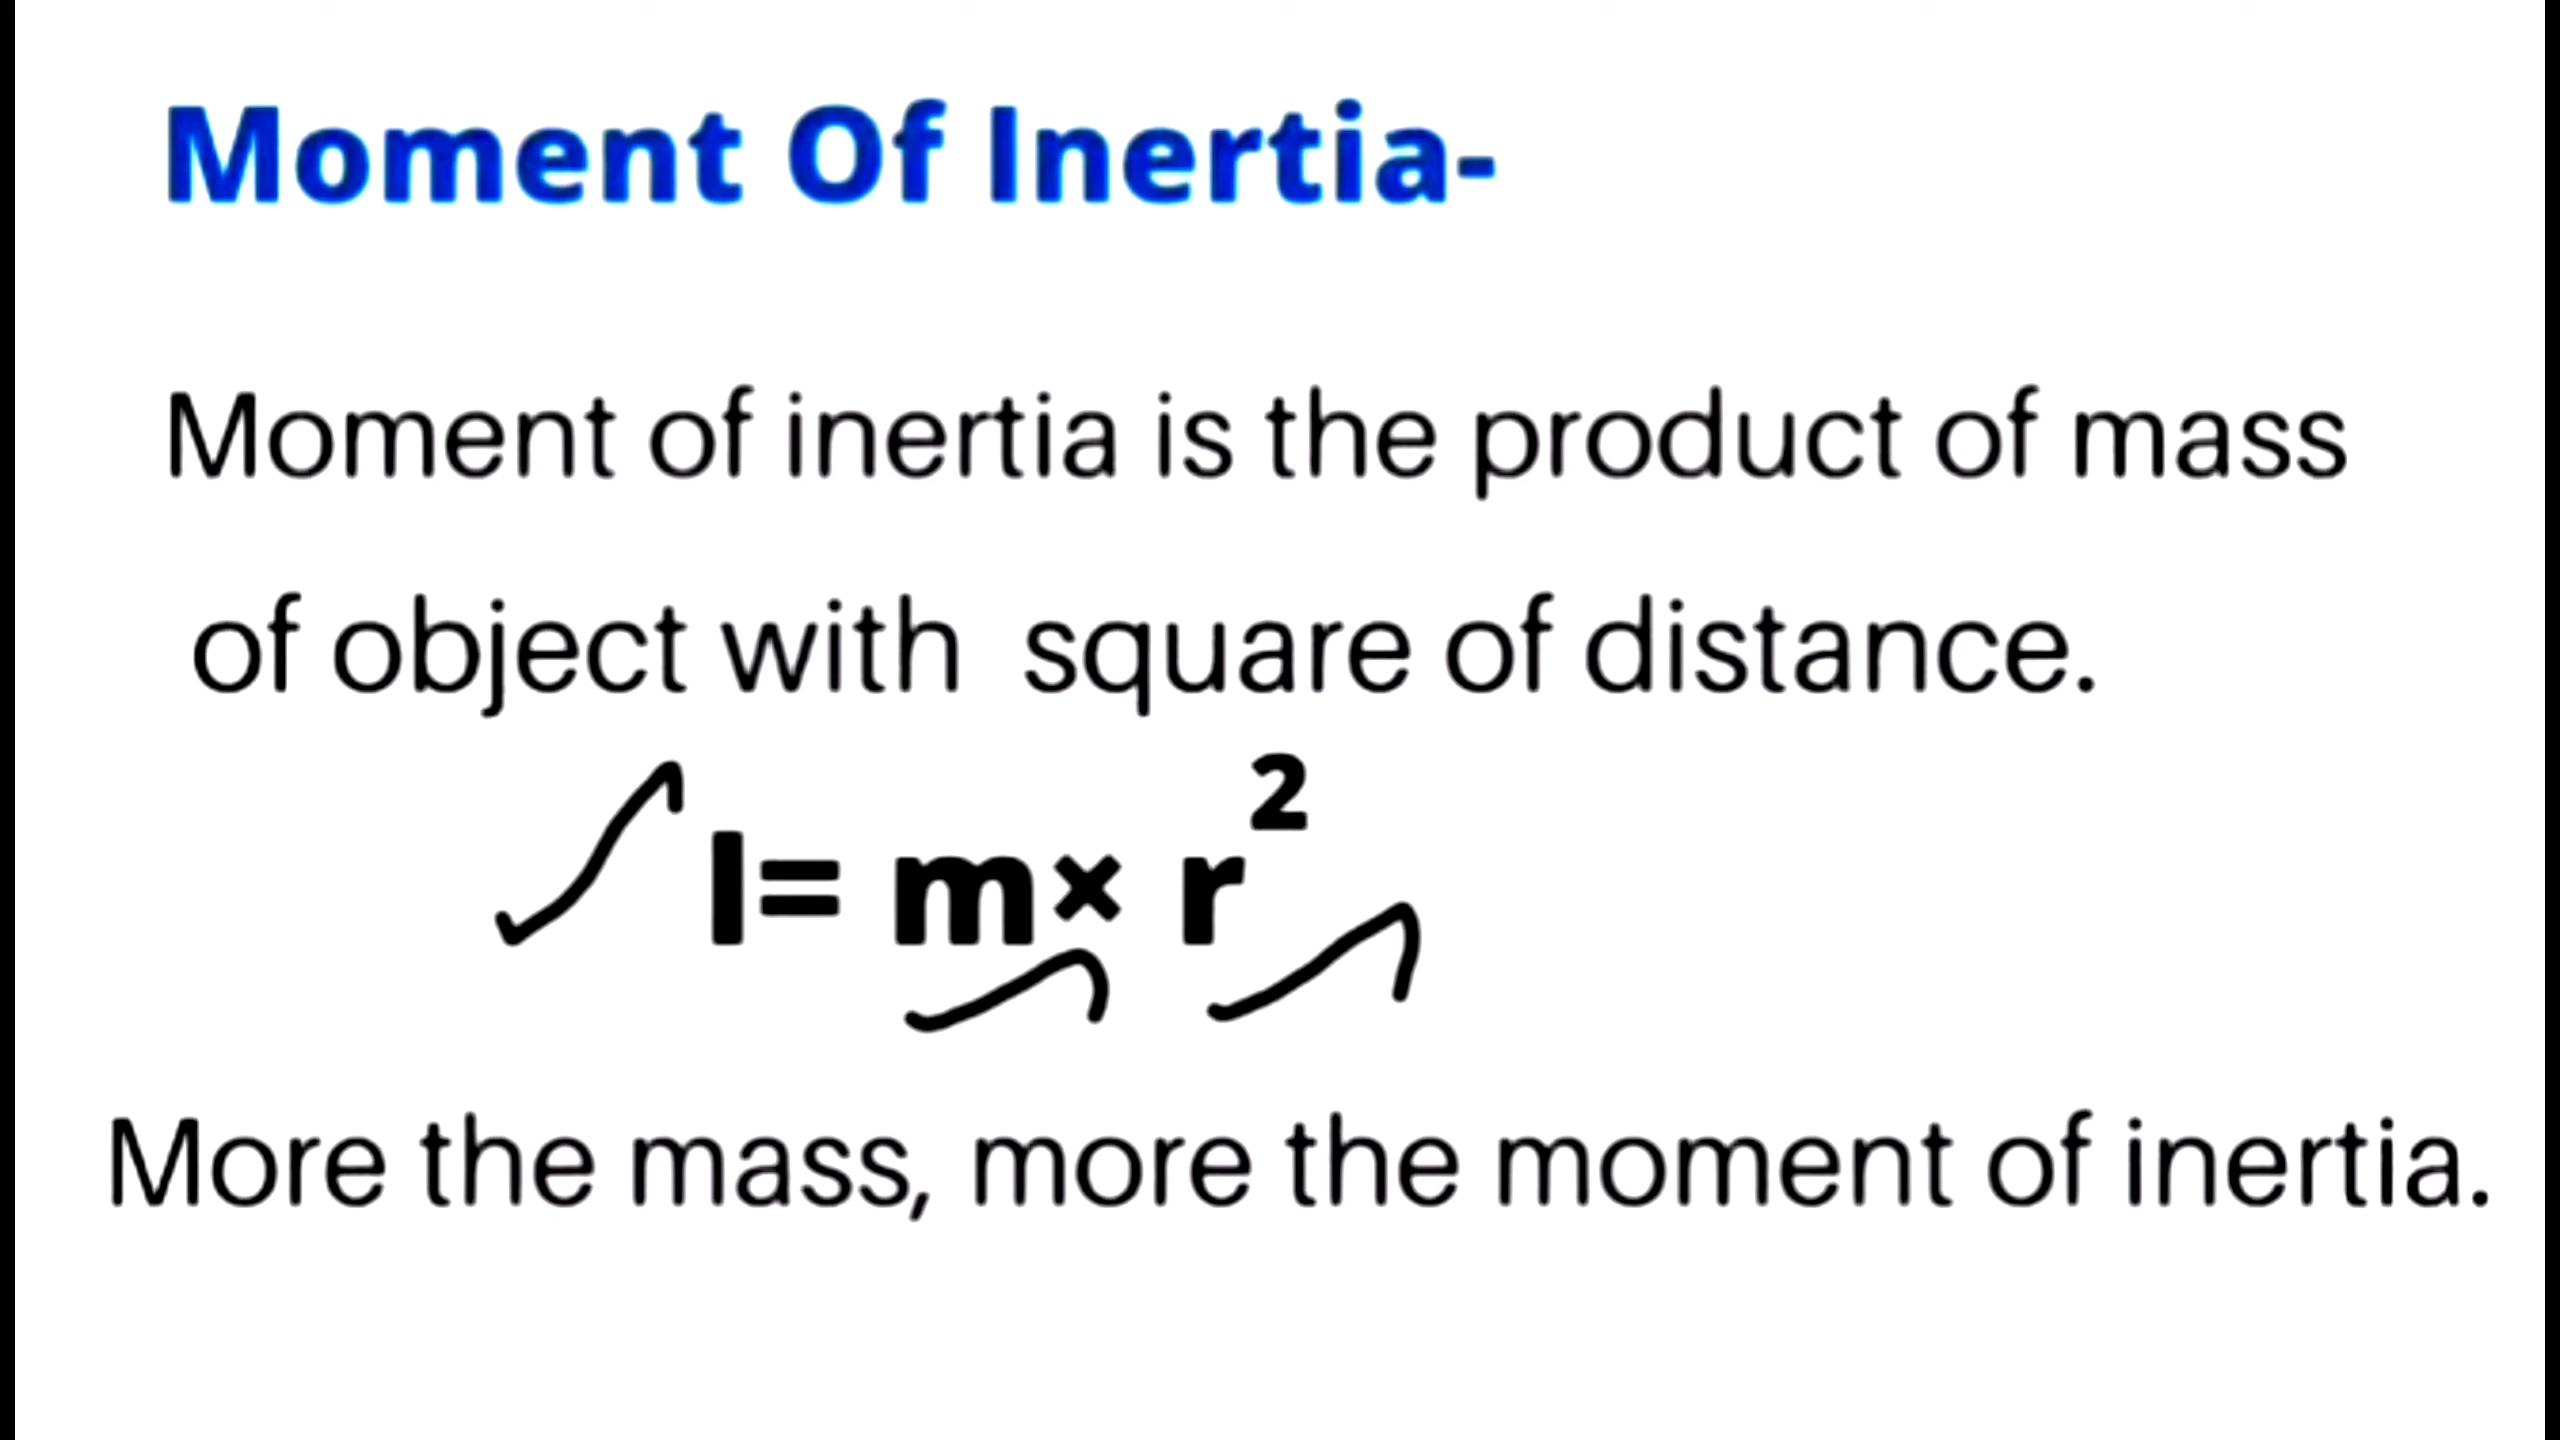 Moment Of Inertia-
Moment of inertia is the product of mass
of object with square of distance.
I= m× r²
More the mass, more the moment of inertia.